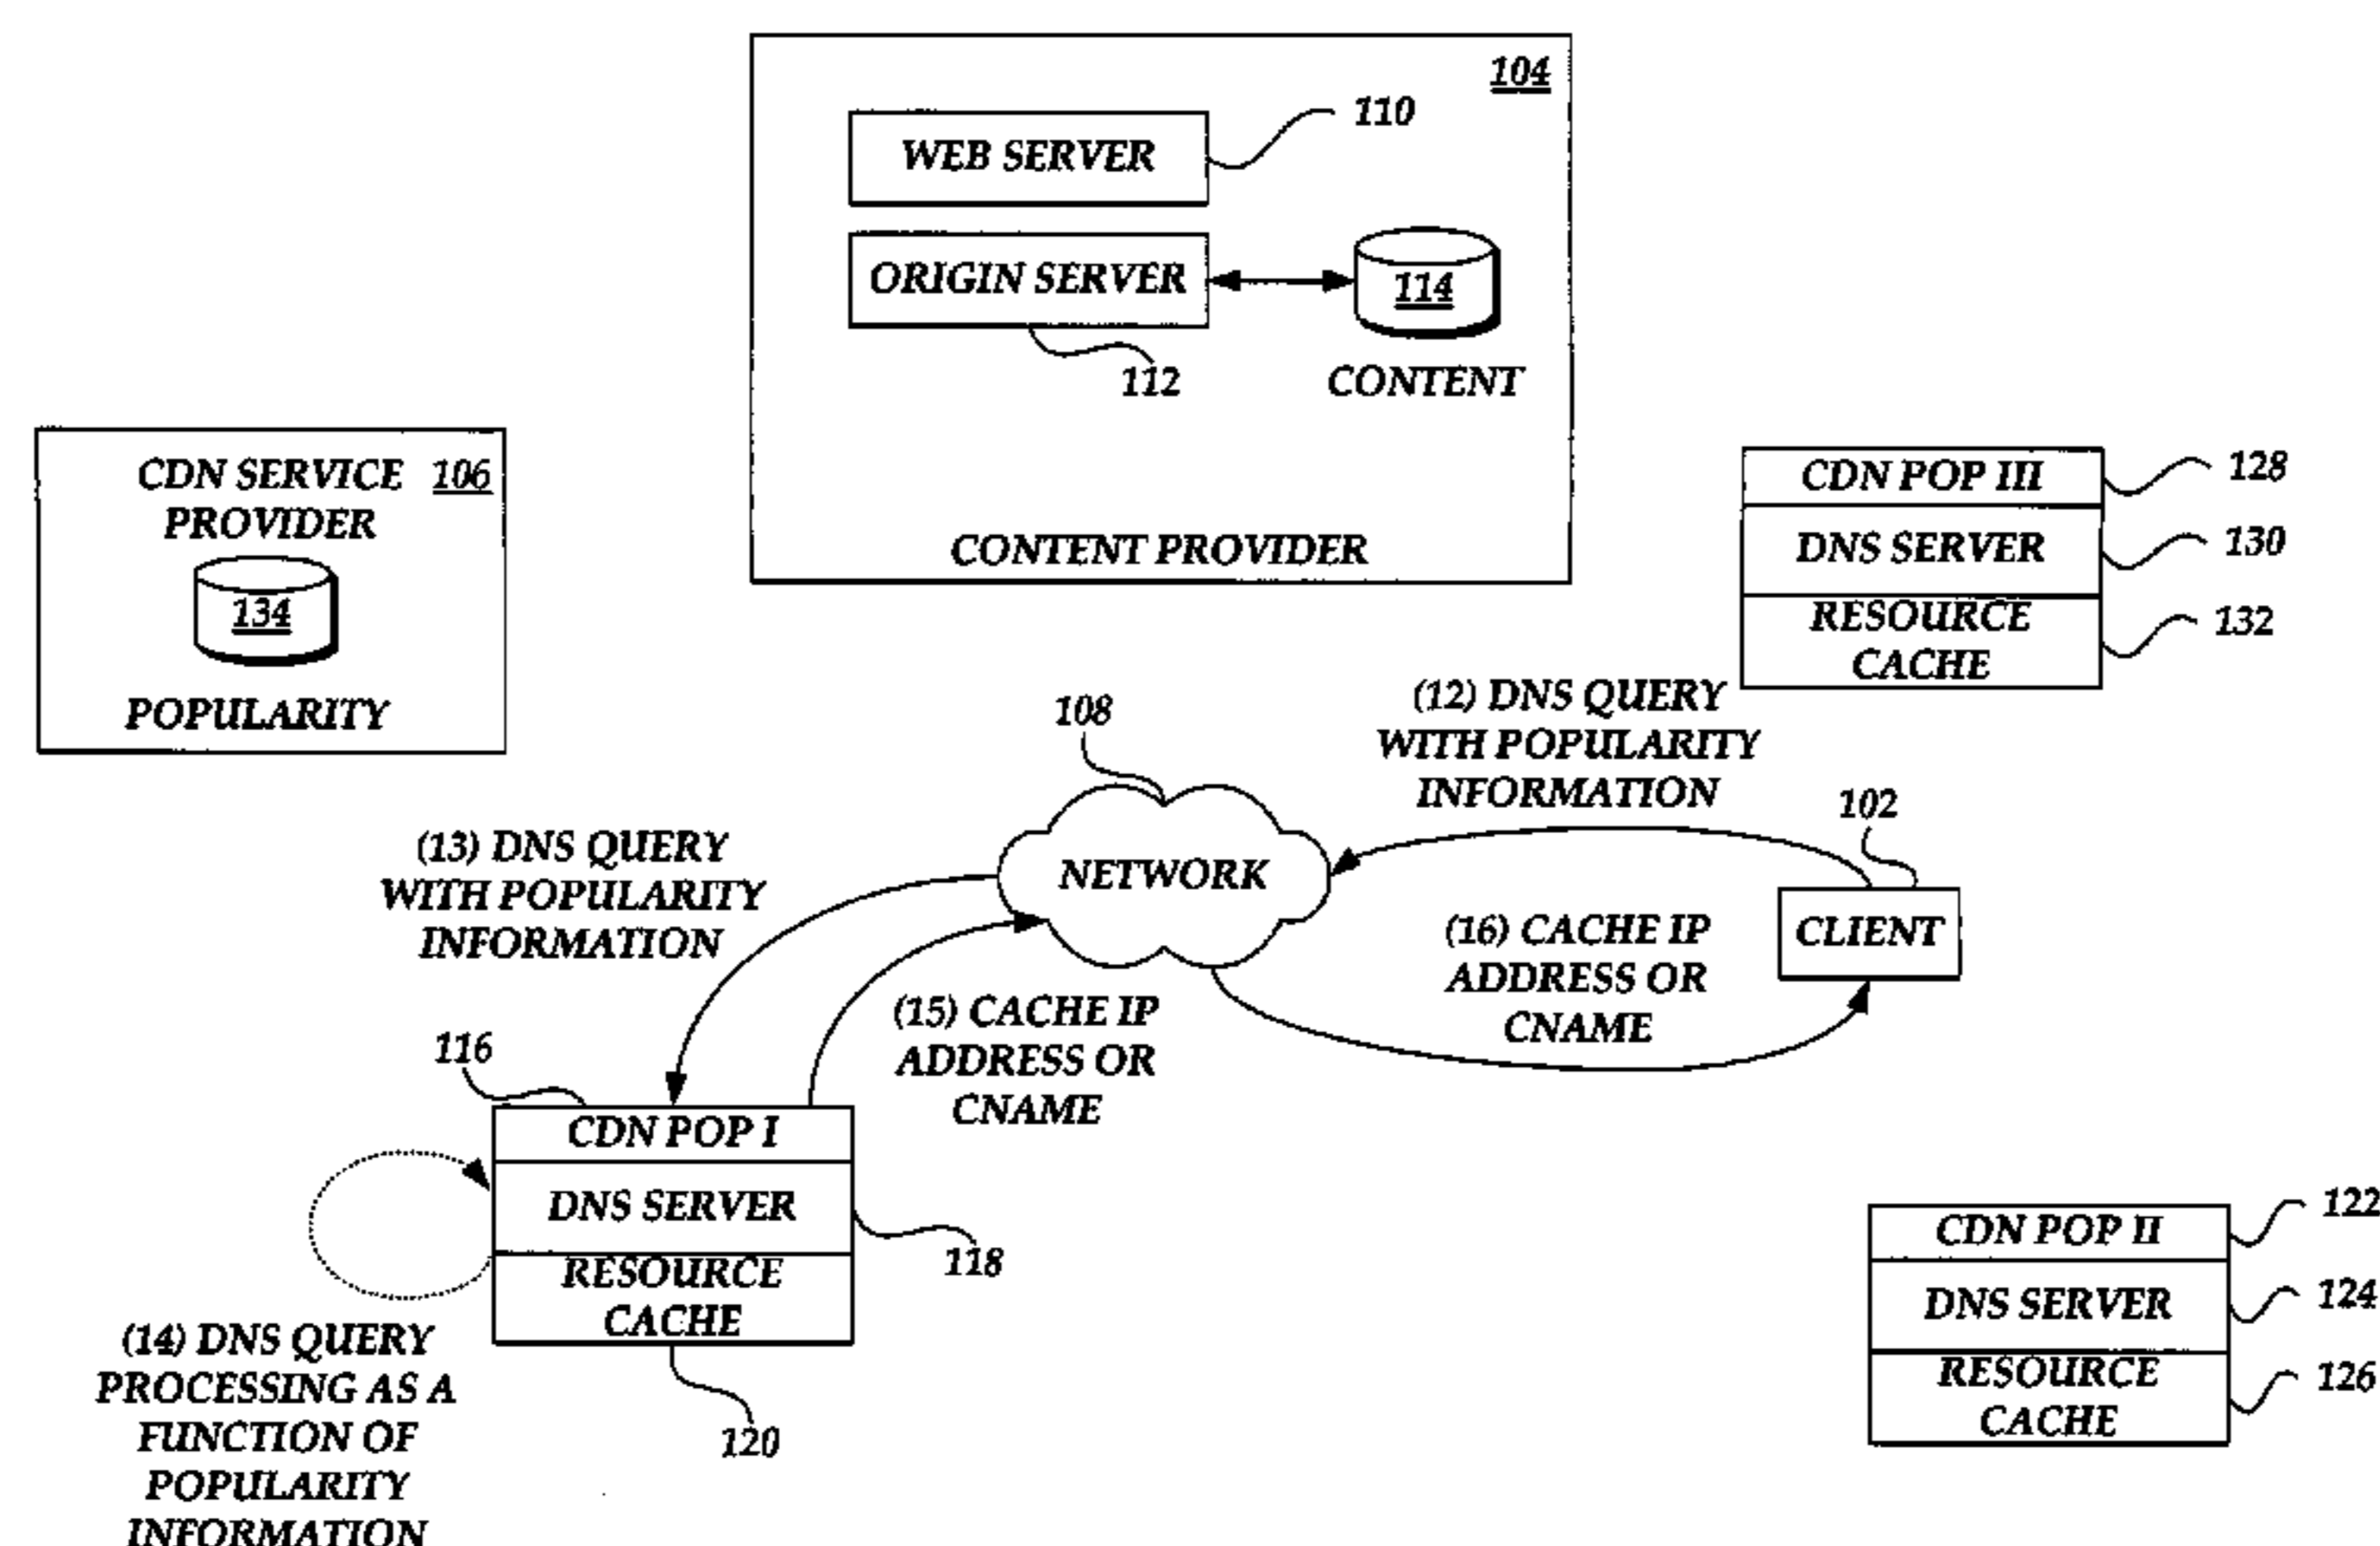 104
110
WEB SERVER
ORIGIN SERVER
114
112
CONTENT
CONTENT PROVIDER
CDN SERVICE 106
PROVIDER
134
POPULARITY
CDN POP III
128
DNS SERVER
130
RESOURCE
CACHE
132
108
NETWORK
(12) DNS QUERY
WITH POPULARITY
INFORMATION
102
CLIENT
(13) DNS QUERY
WITH POPULARITY
INFORMATION
(16) CACHE IP
ADDRESS OR
CNAME
(15) CACHE IP
ADDRESS OR
CNAME
116
CDN POP I
DNS SERVER
118
RESOURCE
CACHE
120
(14) DNS QUERY
PROCESSING AS A
FUNCTION OF
POPULARITY
INFORMATION
CDN POP II
122
DNS SERVER
124
RESOURCE
CACHE
126